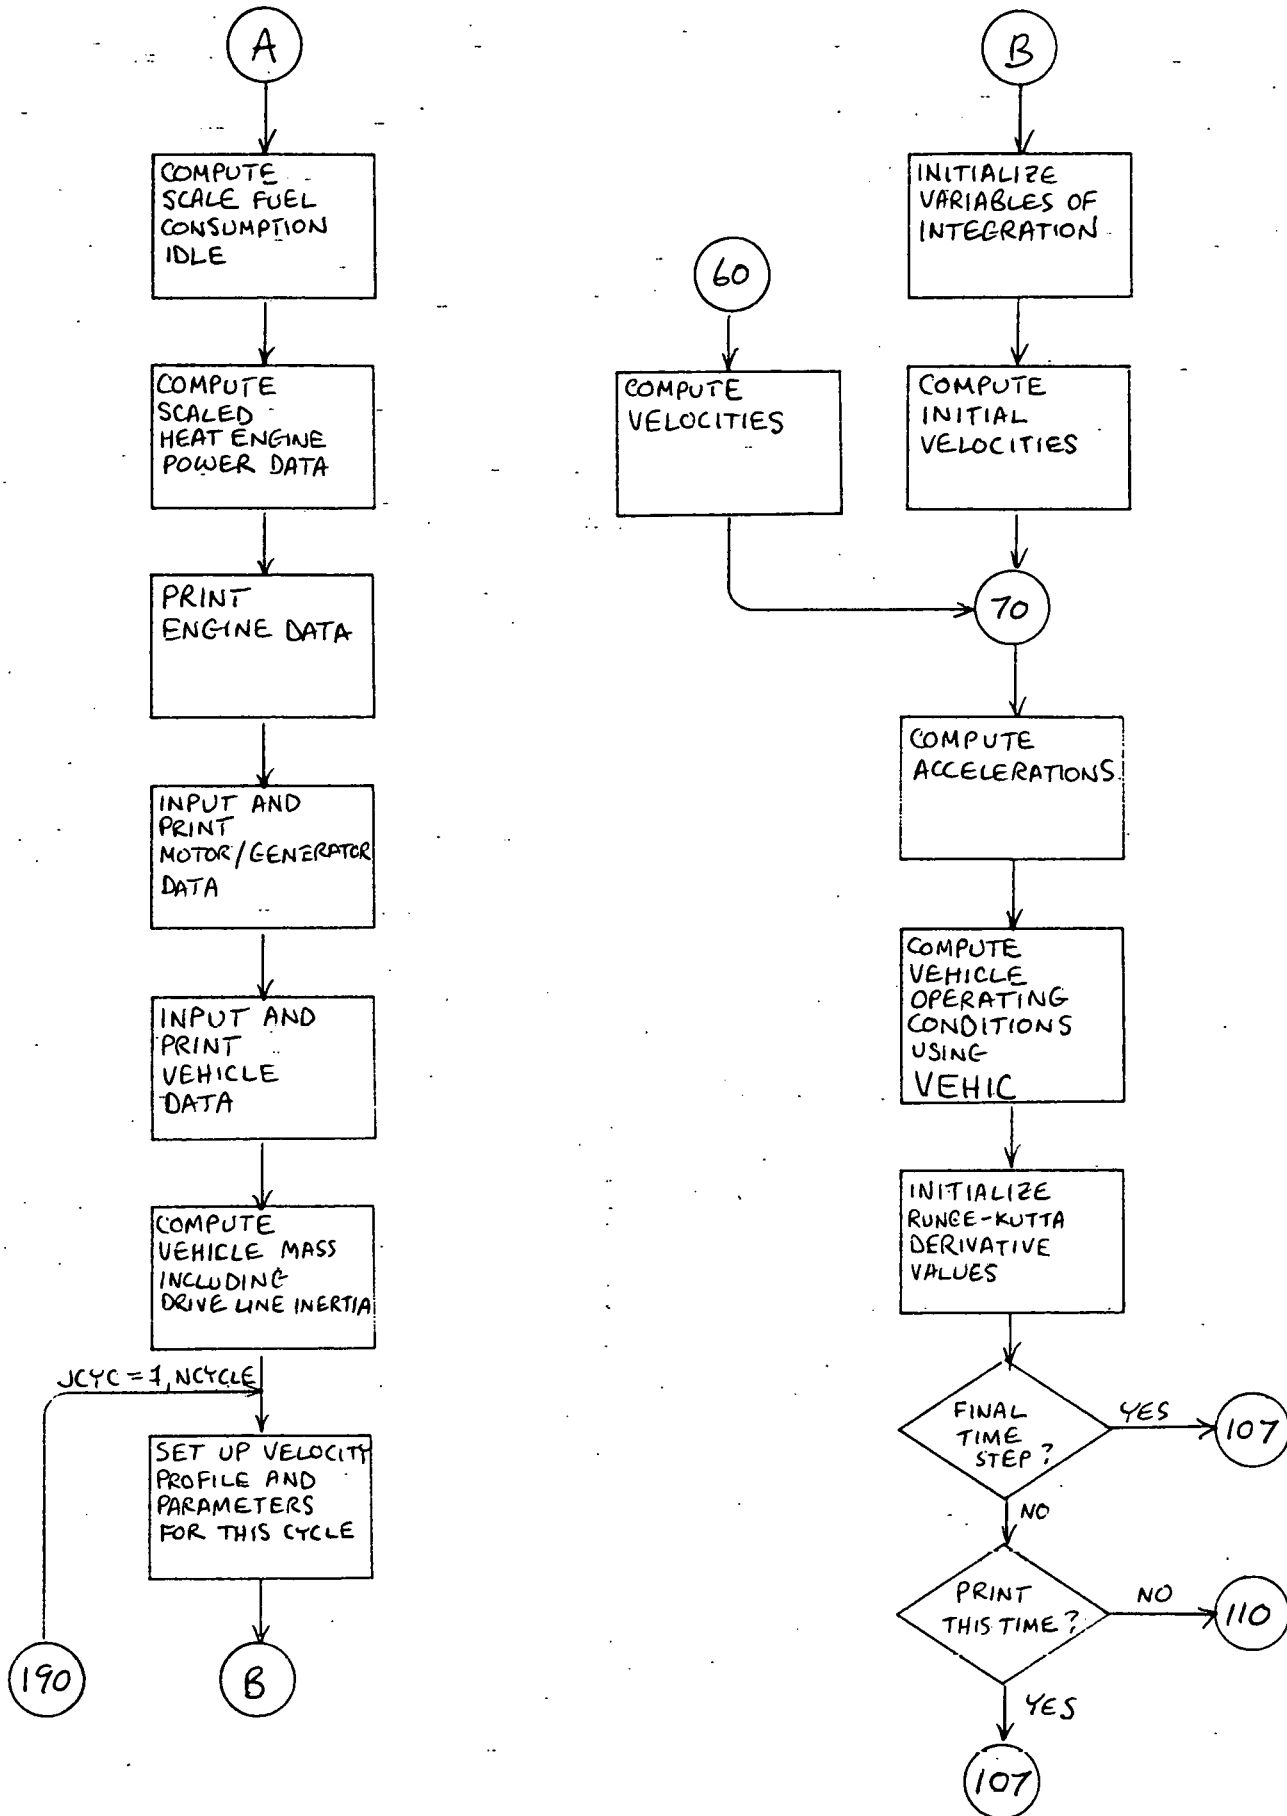 A
COMPUTE
SCALE FUEL
CONSUMPTION
IDLE
COMPUTE
SCALED
HEAT ENGINE
POWER DATA
PRINT
ENGINE DATA
INPUT AND
PRINT
MOTOR/GENERATOR
DATA
INPUT AND
PRINT
VEHICLE
DATA
COMPUTE
VEHICLE MASS
INCLUDING
DRIVE LINE INERTIA
JCYC = 1, NCYCLE
SET UP VELOCITY
PROFILE AND
PARAMETERS
FOR THIS CYCLE
190
B
B
INITIALIZE
VARIABLES OF
INTEGRATION
60
COMPUTE
VELOCITIES
COMPUTE
INITIAL
VELOCITIES
70
COMPUTE
ACCELERATIONS
COMPUTE
VEHICLE
OPERATING
CONDITIONS
USING
VEHIC
INITIALIZE
RUNGE-KUTTA
DERIVATIVE
VALUES
FINAL
TIME
STEP?
YES
107
NO
PRINT
THIS TIME?
NO
110
YES
107